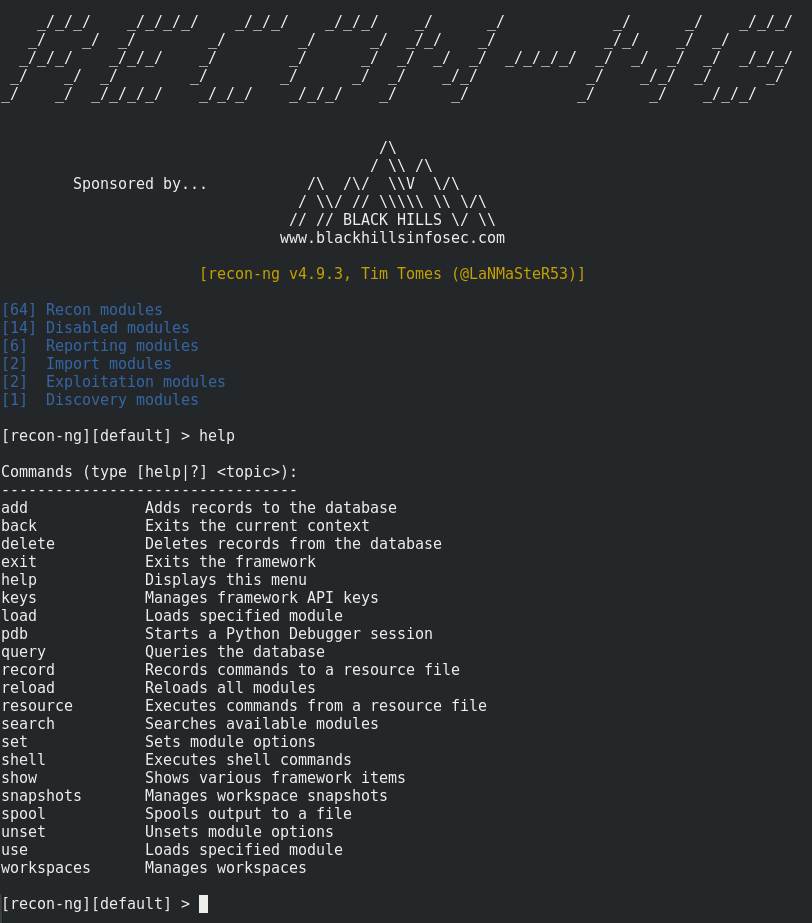 RECON-NG
Sponsored by...
BLACK HILLS
www.blackhillsinfosec.com
[recon-ng v4.9.3, Tim Tomes (@LaNMaSteR53)]
[64] Recon modules
[14] Disabled modules
[6]  Reporting modules
[2]  Import modules
[2]  Exploitation modules
[1]  Discovery modules
[recon-ng][default] > help
Commands (type [help|?] <topic>):
---------------------------------
add             Adds records to the database
back            Exits the current context
delete          Deletes records from the database
exit            Exits the framework
help            Displays this menu
keys            Manages framework API keys
load            Loads specified module
pdb             Starts a Python Debugger session
query           Queries the database
record          Records commands to a resource file
reload          Reloads all modules
resource        Executes commands from a resource file
search          Searches available modules
set             Sets module options
shell           Executes shell commands
show            Shows various framework items
snapshots       Manages workspace snapshots
spool           Spools output to a file
unset           Unsets module options
use             Loads specified module
workspaces      Manages workspaces
[recon-ng][default] >